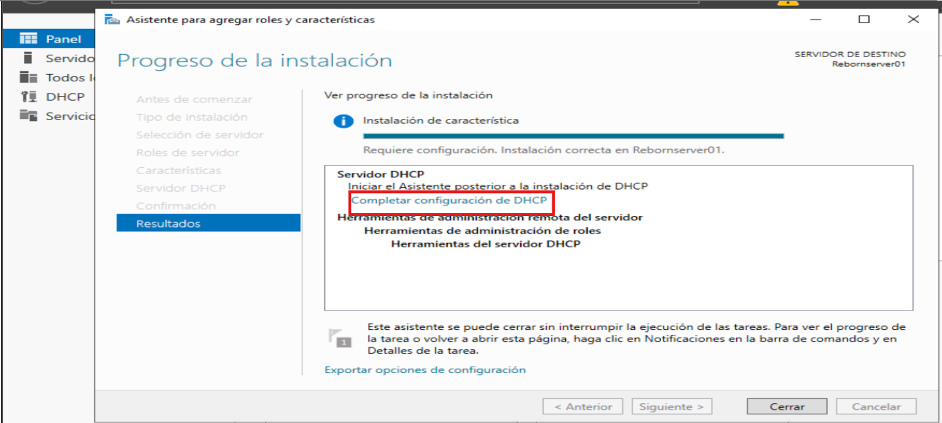 Asistente para agregar roles y características
Panel
Servido
Todos l
DHCP
Servicio
Progreso de la instalación
SERVIDOR DE DESTINO
Rebornserver01
Antes de comenzar
Tipo de instalación
Selección de servidor
Roles de servidor
Características
Servidor DHCP
Confirmación
Resultados
Ver progreso de la instalación
Instalación de característica
Requiere configuración. Instalación correcta en Rebornserver01.
Servidor DHCP
Iniciar el Asistente posterior a la instalación de DHCP
Completar configuración de DHCP
Herramientas de administración remota del servidor
Herramientas de administración de roles
Herramientas del servidor DHCP
1
Este asistente se puede cerrar sin interrumpir la ejecución de las tareas. Para ver el progreso de
la tarea o volver a abrir esta página, haga clic en Notificaciones en la barra de comandos y en
Detalles de la tarea.
Exportar opciones de configuración
< Anterior
Siguiente >
Cerrar
Cancelar